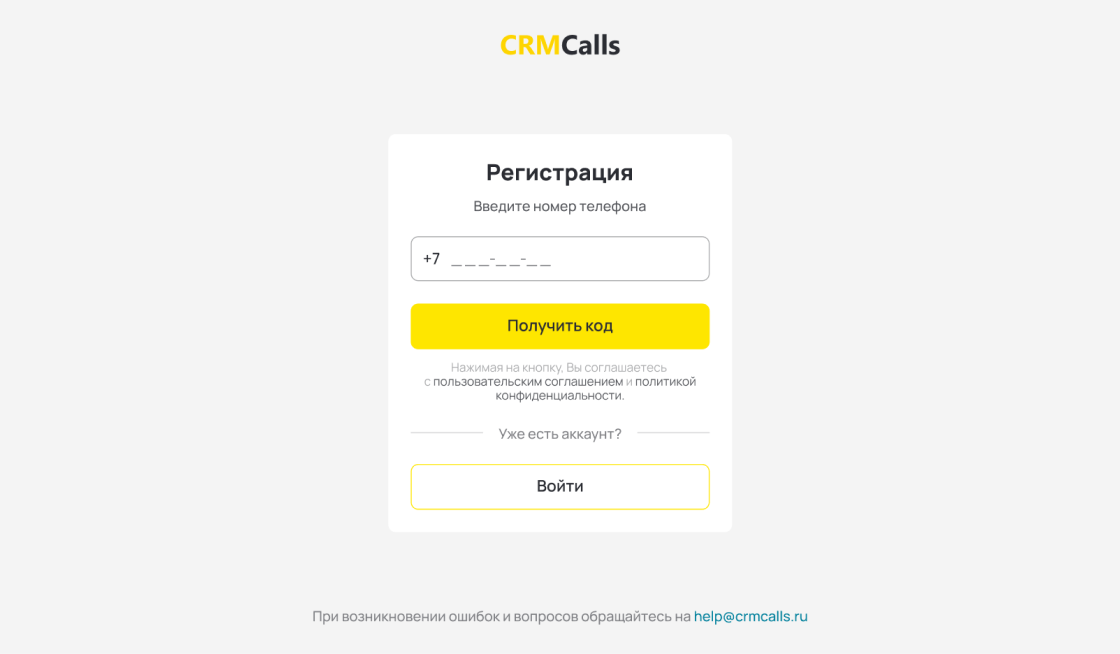 CRMCalls
Регистрация
Введите номер телефона
+7 _ _ _-_ _-_ _
Получить код
Нажимая на кнопку, Вы соглашаетесь
с пользовательским соглашением и политикой
конфиденциальности.
Уже есть аккаунт?
Войти
При возникновении ошибок и вопросов обращайтесь на help@crmcalls.ru